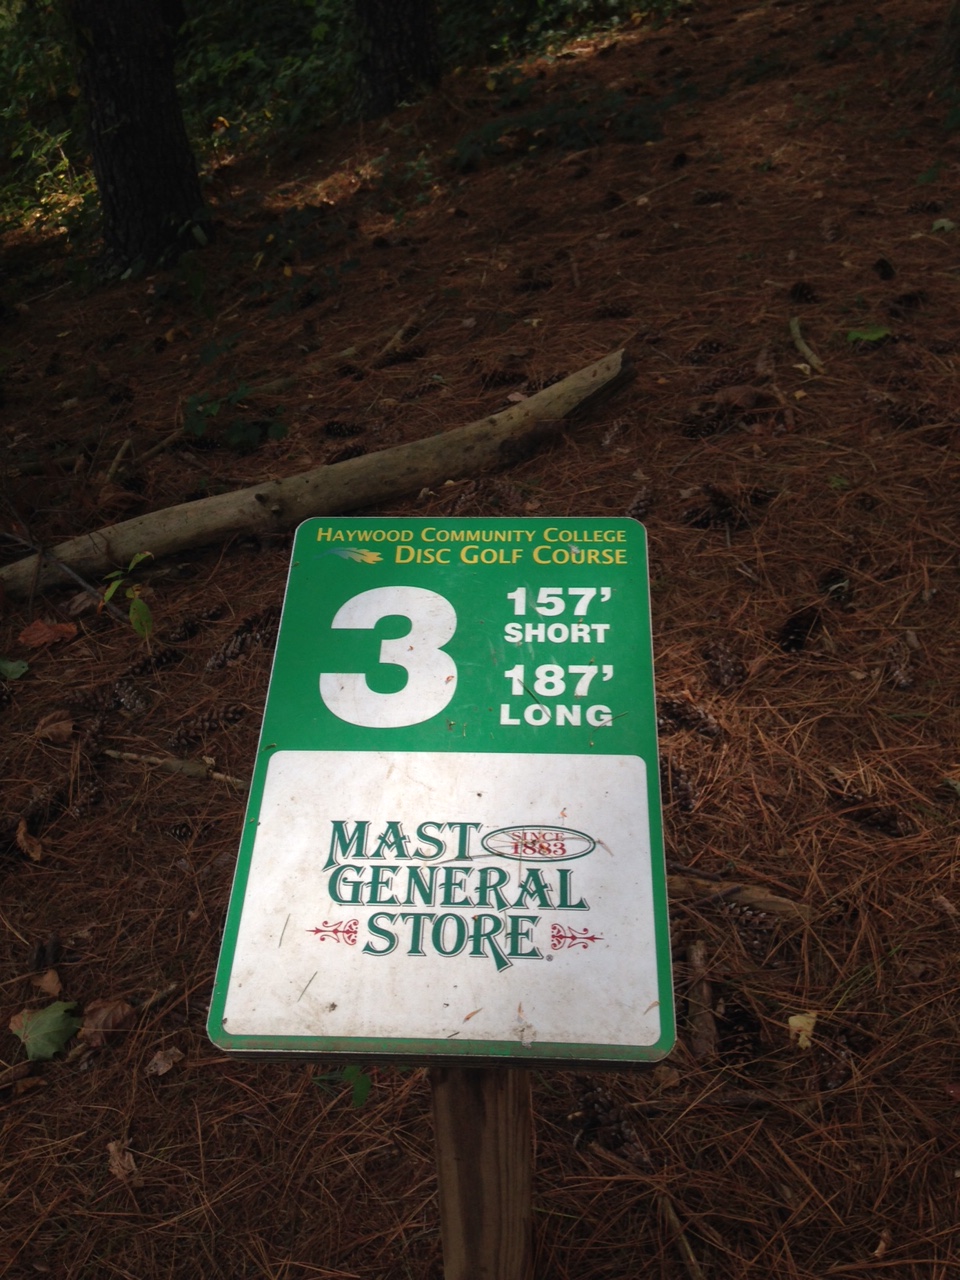 HAYWOOD COMMUNITY COLLEGE
DISC GOLF COURSE
3
157'
SHORT
187'
LONG
MAST
SINCE
1883
GENERAL
STORE®